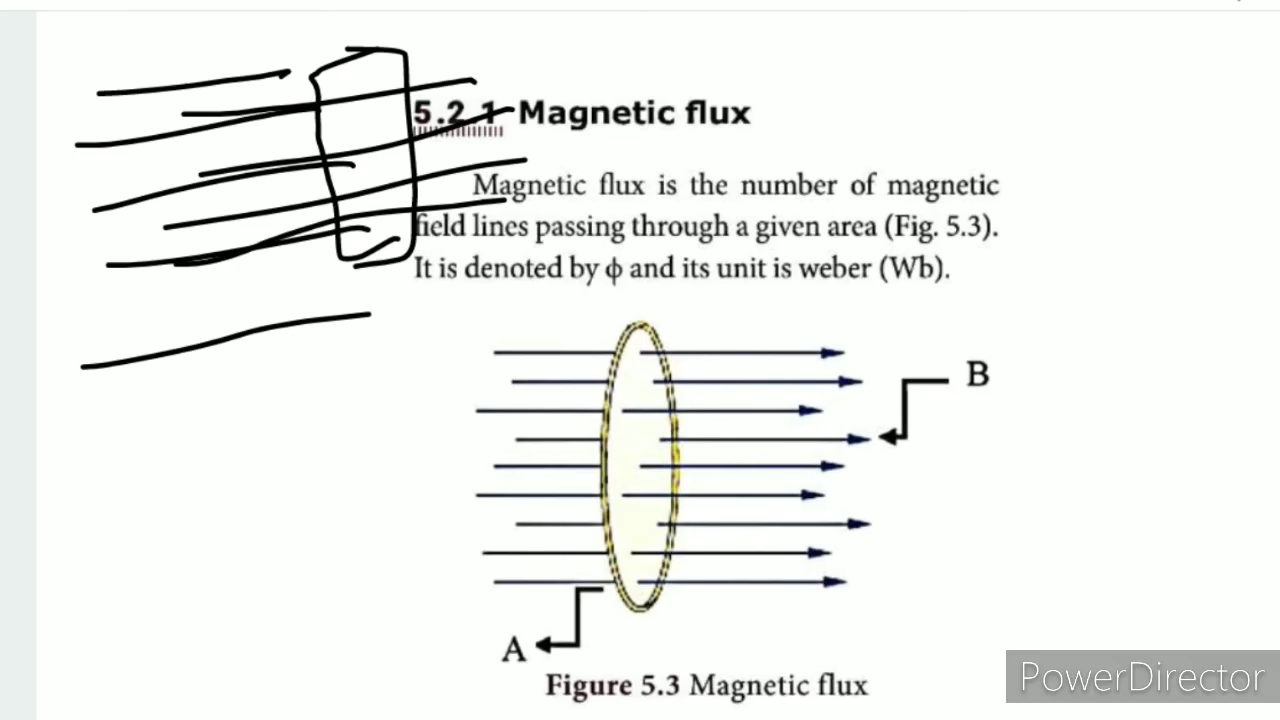 5.2.1 Magnetic flux
Magnetic flux is the number of magnetic
field lines passing through a given area (Fig. 5.3).
It is denoted by ϕ and its unit is weber (Wb).
B
A
Figure 5.3 Magnetic flux
PowerDirector